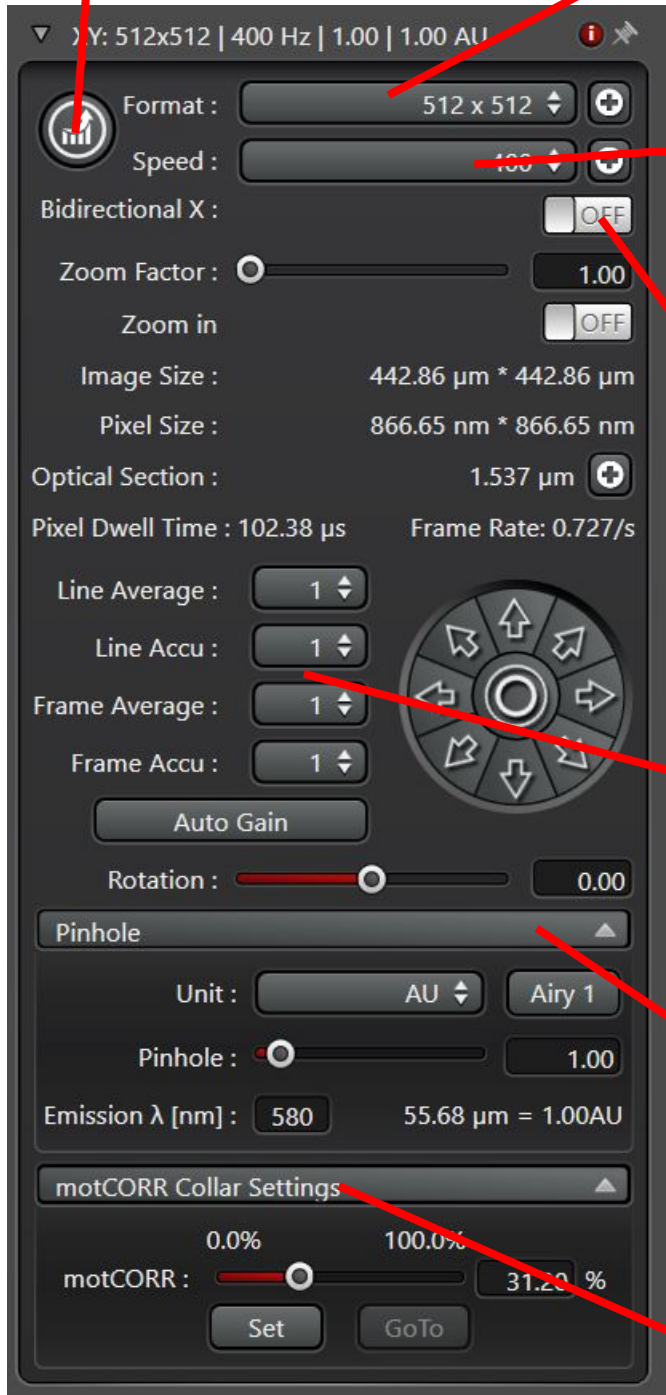 XY: 512x512 | 400 Hz | 1.00 | 1.00 AU
Format : 512 x 512
Speed : 400
Bidirectional X : OFF
Zoom Factor : 1.00
Zoom in OFF
Image Size : 442.86 µm * 442.86 µm
Pixel Size : 866.65 nm * 866.65 nm
Optical Section : 1.537 µm
Pixel Dwell Time : 102.38 µs Frame Rate: 0.727/s
Line Average : 1
Line Accu : 1
Frame Average : 1
Frame Accu : 1
Auto Gain
Rotation : 0.00
Pinhole
Unit : AU Airy 1
Pinhole : 1.00
Emission λ [nm] : 580 55.68 µm = 1.00AU
motCORR Collar Settings
0.0% 100.0%
motCORR : 31.20 %
Set GoTo